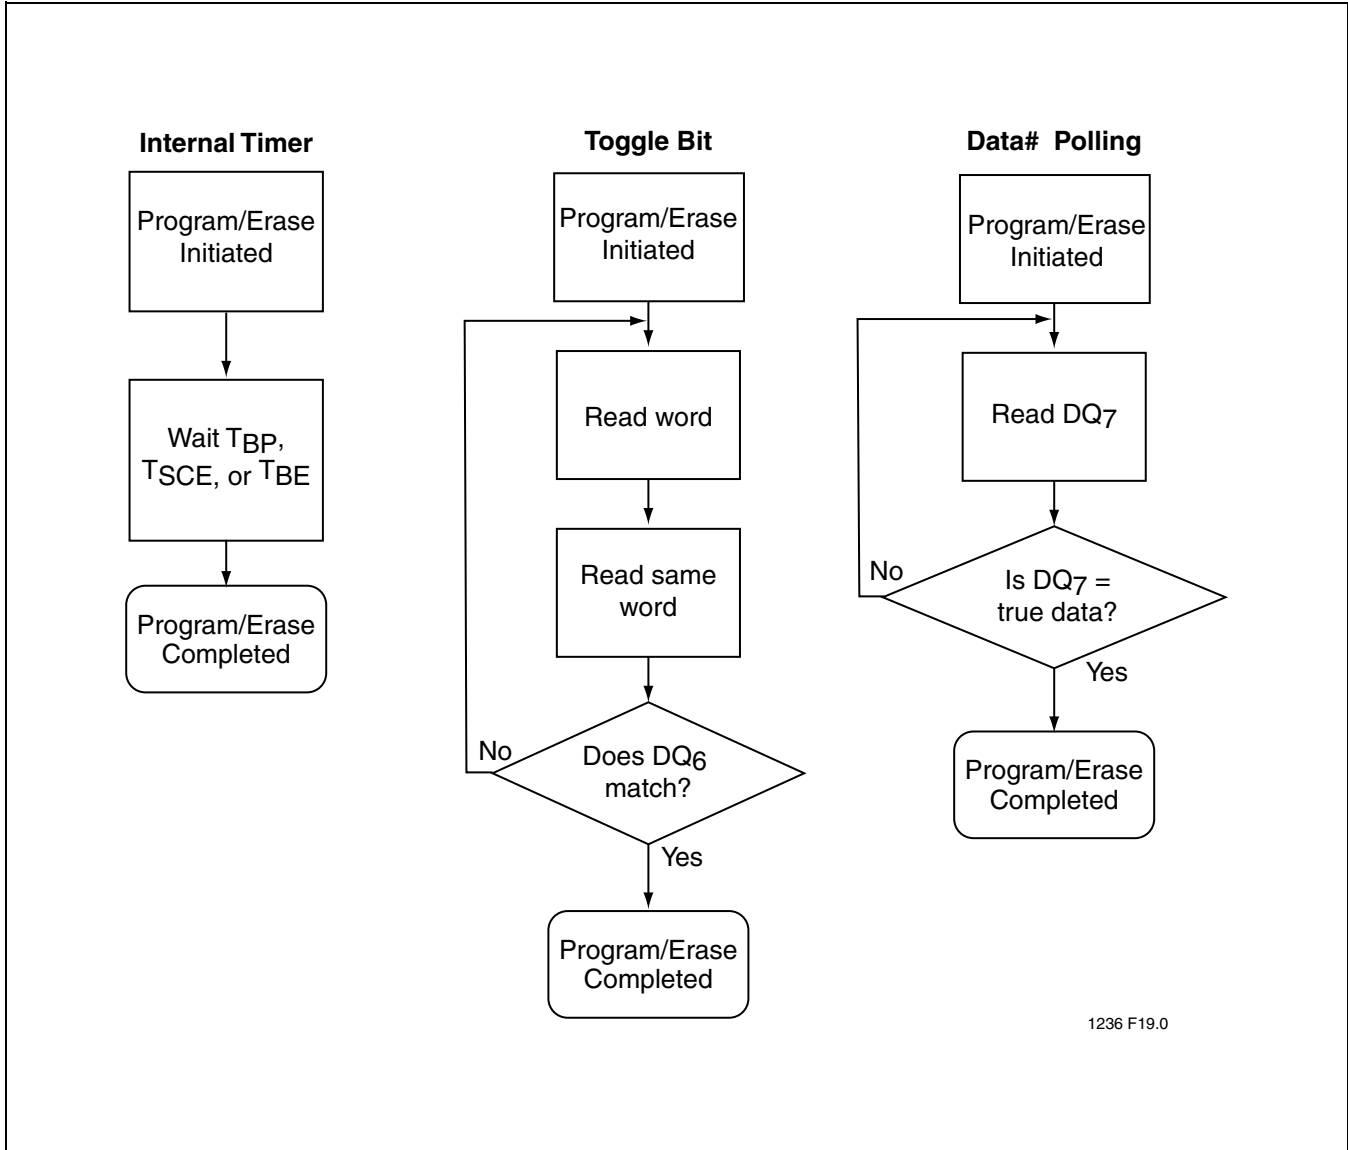 Internal Timer
Program/Erase
Initiated
Wait TBP,
TSCE, or TBE
Program/Erase
Completed
Toggle Bit
Program/Erase
Initiated
Read word
Read same
word
Does DQ6
match?
No
Yes
Program/Erase
Completed
Data# Polling
Program/Erase
Initiated
Read DQ7
Is DQ7 =
true data?
No
Yes
Program/Erase
Completed
1236 F19.0